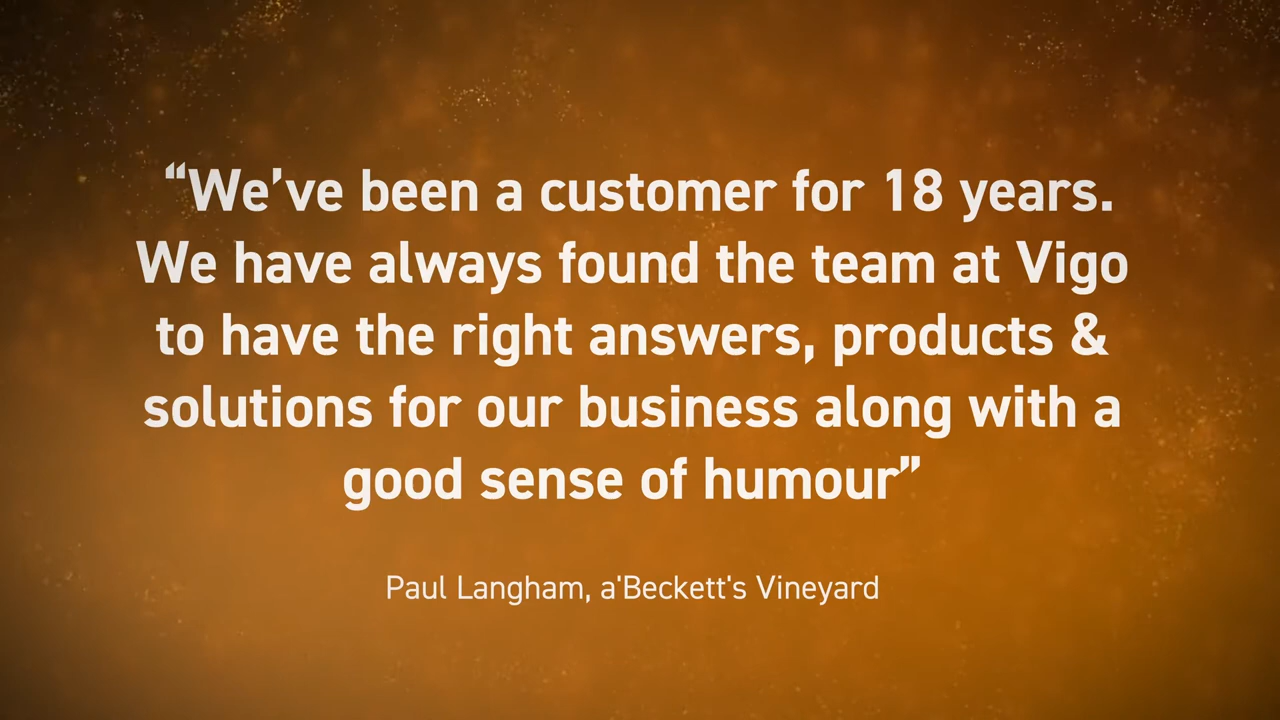 “We’ve been a customer for 18 years.
We have always found the team at Vigo
to have the right answers, products &
solutions for our business along with a
good sense of humour”
Paul Langham, a'Beckett's Vineyard